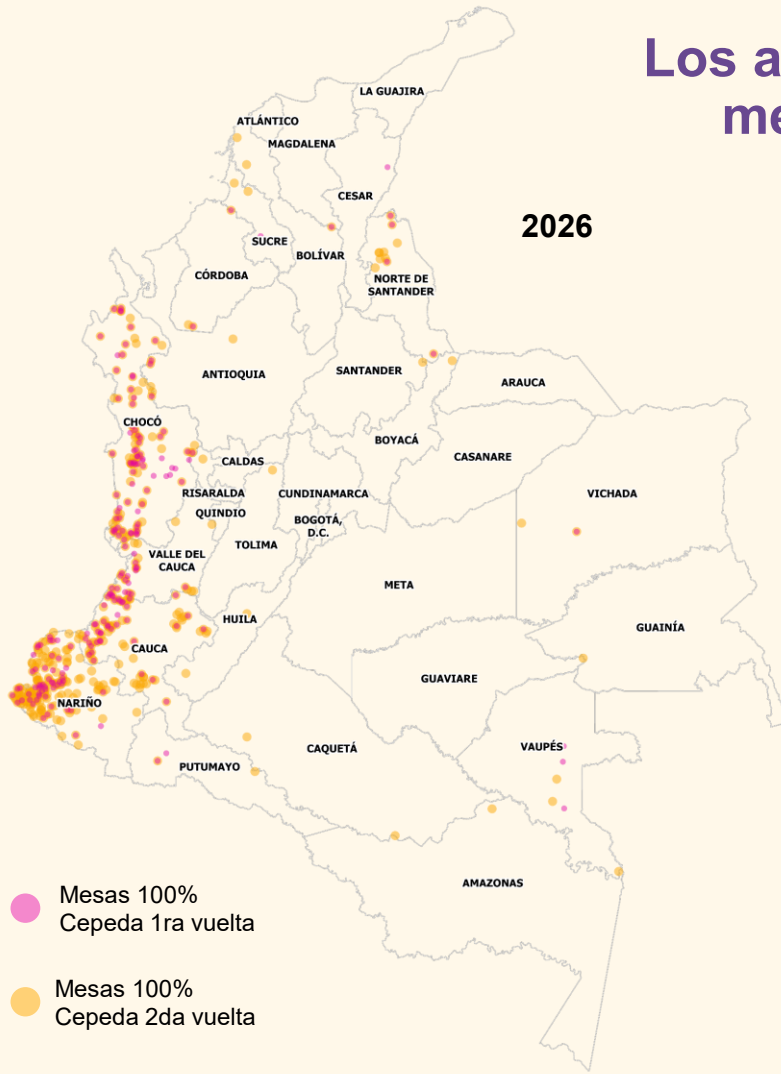 Los a
me
2026
LA GUAJIRA
ATLÁNTICO
MAGDALENA
CESAR
SUCRE
BOLÍVAR
CÓRDOBA
NORTE DE
SANTANDER
ANTIOQUIA
SANTANDER
ARAUCA
CHOCÓ
BOYACÁ
CASANARE
CALDAS
RISARALDA
CUNDINAMARCA
VICHADA
QUINDIO
BOGOTÁ,
D.C.
TOLIMA
VALLE DEL
CAUCA
META
HUILA
GUAINÍA
CAUCA
GUAVIARE
NARIÑO
CAQUETÁ
VAUPÉS
PUTUMAYO
AMAZONAS
Mesas 100%
Cepeda 1ra vuelta
Mesas 100%
Cepeda 2da vuelta